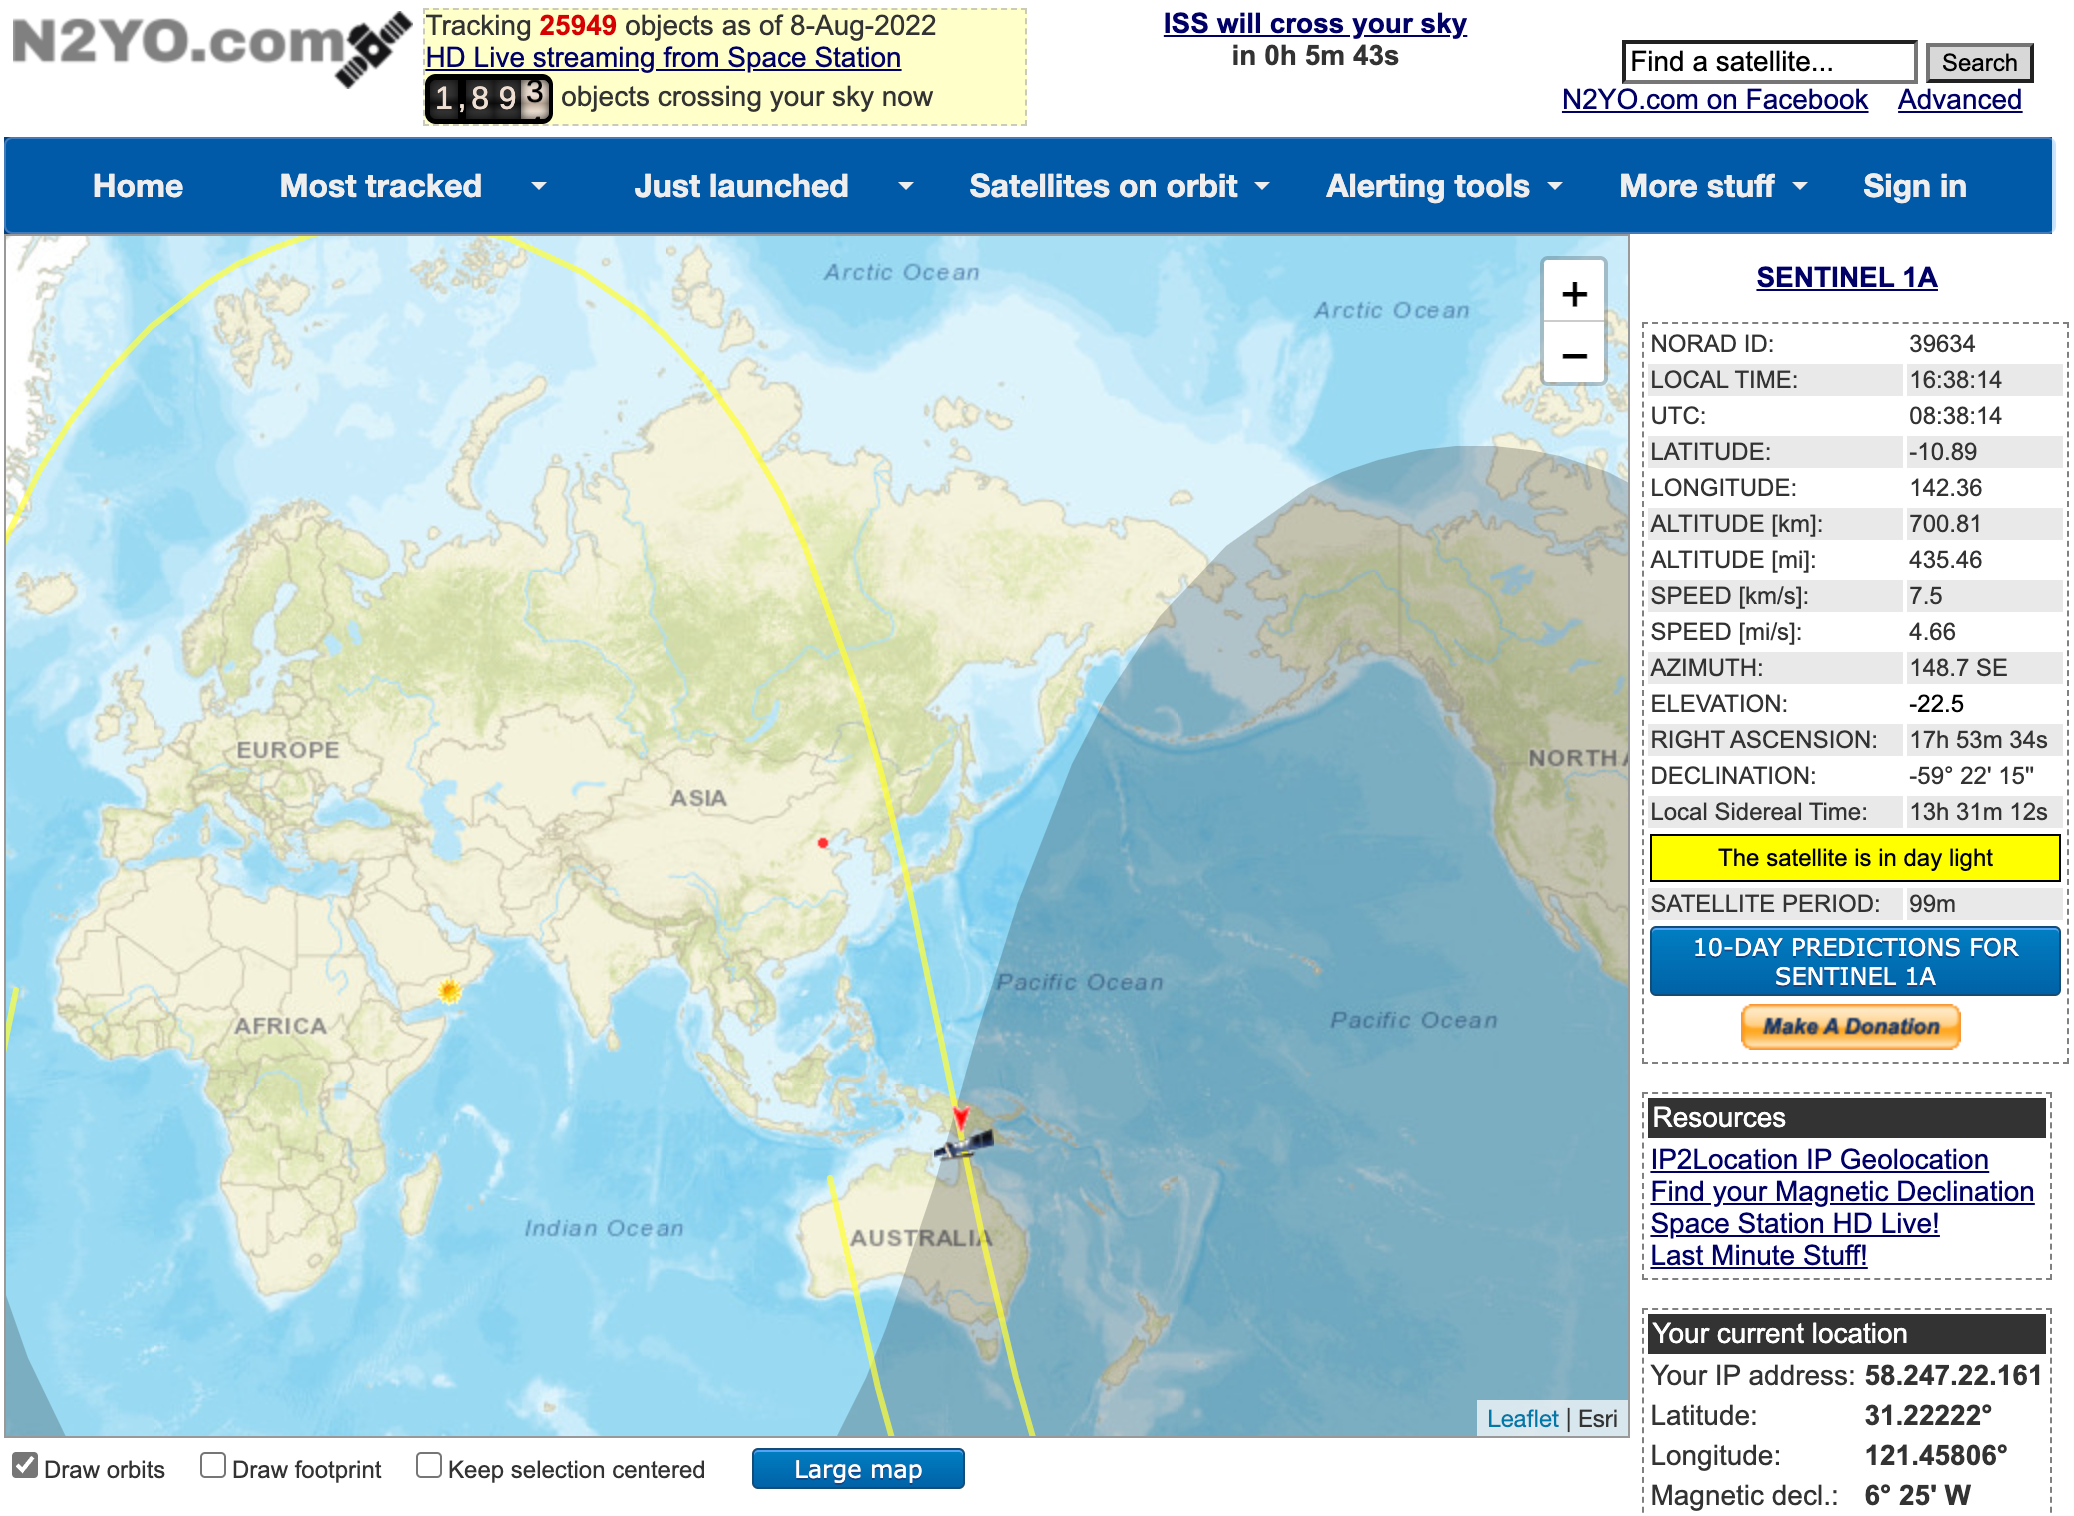 N2YO.com
Tracking 25949 objects as of 8-Aug-2022
HD Live streaming from Space Station
1,893 objects crossing your sky now
ISS will cross your sky
in 0h 5m 43s
Find a satellite... Search
N2YO.com on Facebook Advanced
Home Most tracked Just launched Satellites on orbit Alerting tools More stuff Sign in
Arctic Ocean
Arctic Ocean
EUROPE
ASIA
NORTH A
Pacific Ocean
Pacific Ocean
AFRICA
Indian Ocean
AUSTRALIA
+
−
Leaflet | Esri
Draw orbits Draw footprint Keep selection centered Large map
SENTINEL 1A
NORAD ID: 39634
LOCAL TIME: 16:38:14
UTC: 08:38:14
LATITUDE: -10.89
LONGITUDE: 142.36
ALTITUDE [km]: 700.81
ALTITUDE [mi]: 435.46
SPEED [km/s]: 7.5
SPEED [mi/s]: 4.66
AZIMUTH: 148.7 SE
ELEVATION: -22.5
RIGHT ASCENSION: 17h 53m 34s
DECLINATION: -59° 22' 15"
Local Sidereal Time: 13h 31m 12s
The satellite is in day light
SATELLITE PERIOD: 99m
10-DAY PREDICTIONS FOR
SENTINEL 1A
Make A Donation
Resources
IP2Location IP Geolocation
Find your Magnetic Declination
Space Station HD Live!
Last Minute Stuff!
Your current location
Your IP address: 58.247.22.161
Latitude: 31.22222°
Longitude: 121.45806°
Magnetic decl.: 6° 25' W